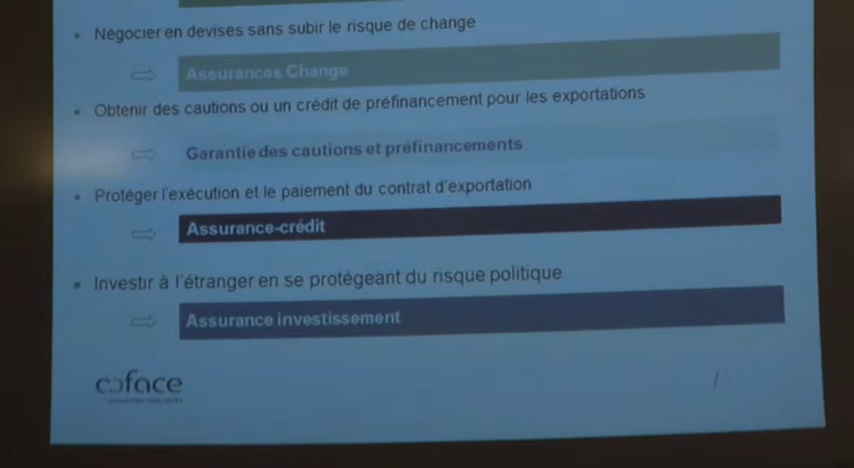 • Négocier en devises sans subir le risque de change
⇨ Assurances Change
• Obtenir des cautions ou un crédit de préfinancement pour les exportations
⇨ Garantie des cautions et préfinancements
• Protéger l'exécution et le paiement du contrat d'exportation
⇨ Assurance-crédit
• Investir à l'étranger en se protégeant du risque politique
⇨ Assurance investissement
coface
/